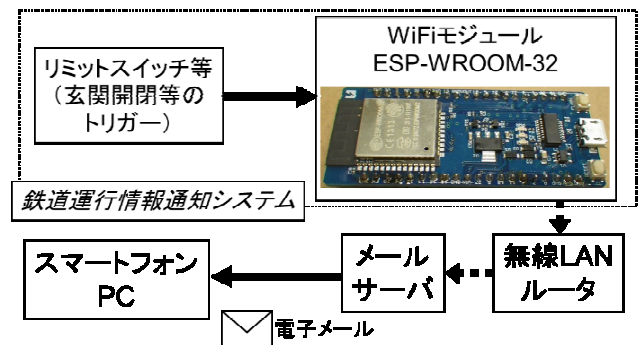 WiFiモジュール
ESP-WROOM-32
リミットスイッチ等
（玄関開閉等の
トリガー）
鉄道運行情報通知システム
スマートフォン
PC
メール
サーバ
無線LAN
ルータ
電子メール